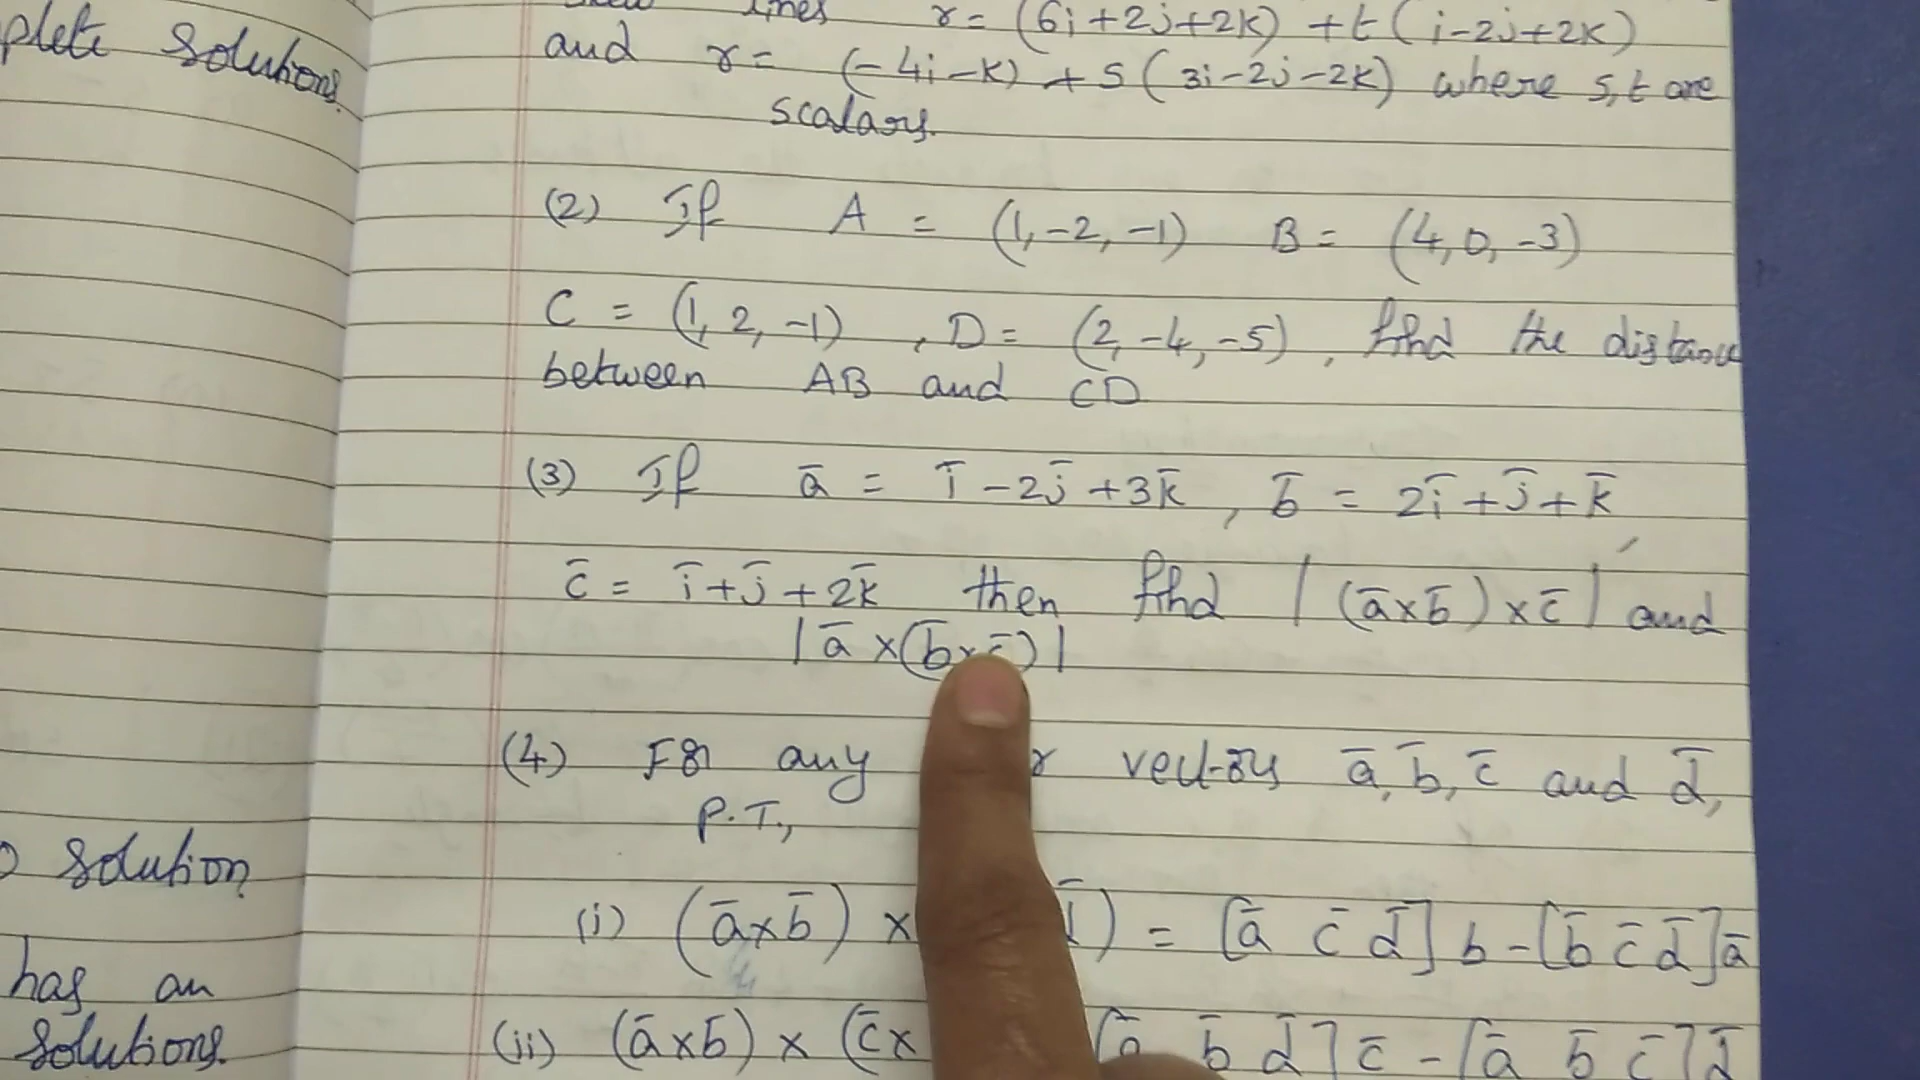 plete solutions.
lines r = (6i+2j+2k) + t(i-2j+2k)
and r = (-4i-k) + s(3i-2j-2k) where s,t are
scalars.
(2) If A = (1,-2,-1) B = (4,0,-3)
C = (1,2,-1) , D = (2,-4,-5), find the distance
between AB and CD
(3) If a̅ = i̅-2j̅+3k̅, b̅ = 2i̅+j̅+k̅,
c̅ = i̅+j̅+2k̅ then find |(a̅×b̅)×c̅| and
|a̅×(b̅×c̅)|
(4) For any vectors a̅, b̅, c̅ and d̅,
P.T.,
solution
(i) (a̅×b̅) × ) = [a̅ c̅ d̅] b - [b̅ c̅ d̅]a̅
has an
(ii) (a̅×b̅) × (c̅× [a̅ b̅ d̅]c̅ - [a̅ b̅ c̅]d̅
solutions.